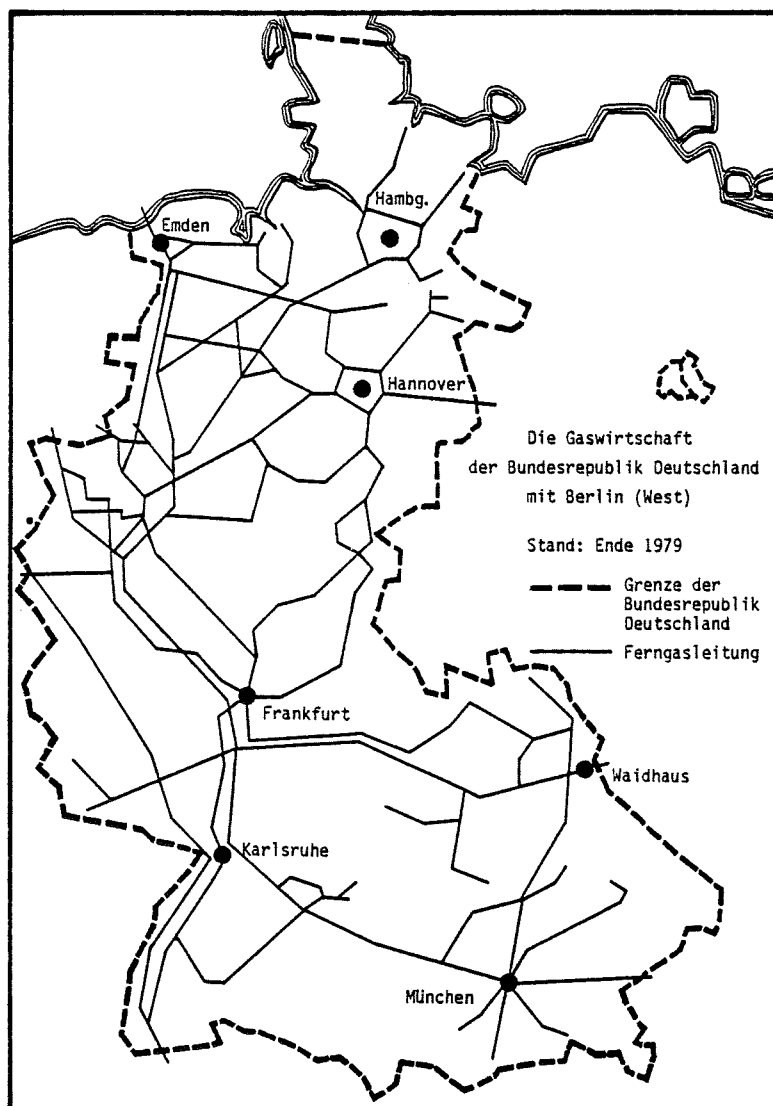 Hambg.
Emden
Hannover
Die Gaswirtschaft
der Bundesrepublik Deutschland
mit Berlin (West)
Stand: Ende 1979
Grenze der
Bundesrepublik
Deutschland
Ferngasleitung
Frankfurt
Waidhaus
Karlsruhe
München